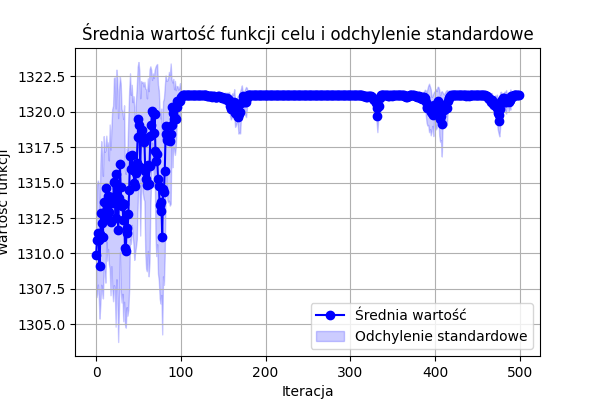 Średnia wartość funkcji celu i odchylenie standardowe
1322.5
1320.0
1317.5
1315.0
1312.5
1310.0
1307.5
1305.0
Wartość funkcji
Średnia wartość
Odchylenie standardowe
0
100
200
300
400
500
Iteracja